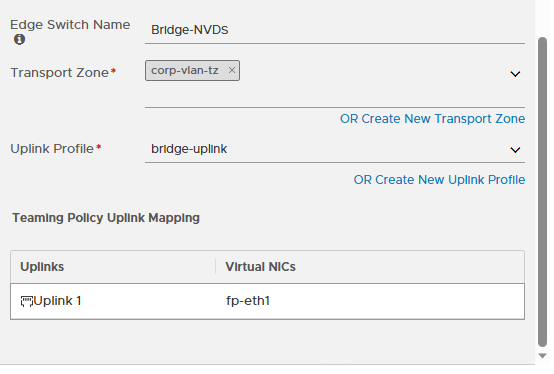 Edge Switch Name
Bridge-NVDS
Transport Zone*
corp-vlan-tz ×
OR Create New Transport Zone
Uplink Profile*
bridge-uplink
OR Create New Uplink Profile
Teaming Policy Uplink Mapping
Uplinks Virtual NICs
Uplink 1 fp-eth1